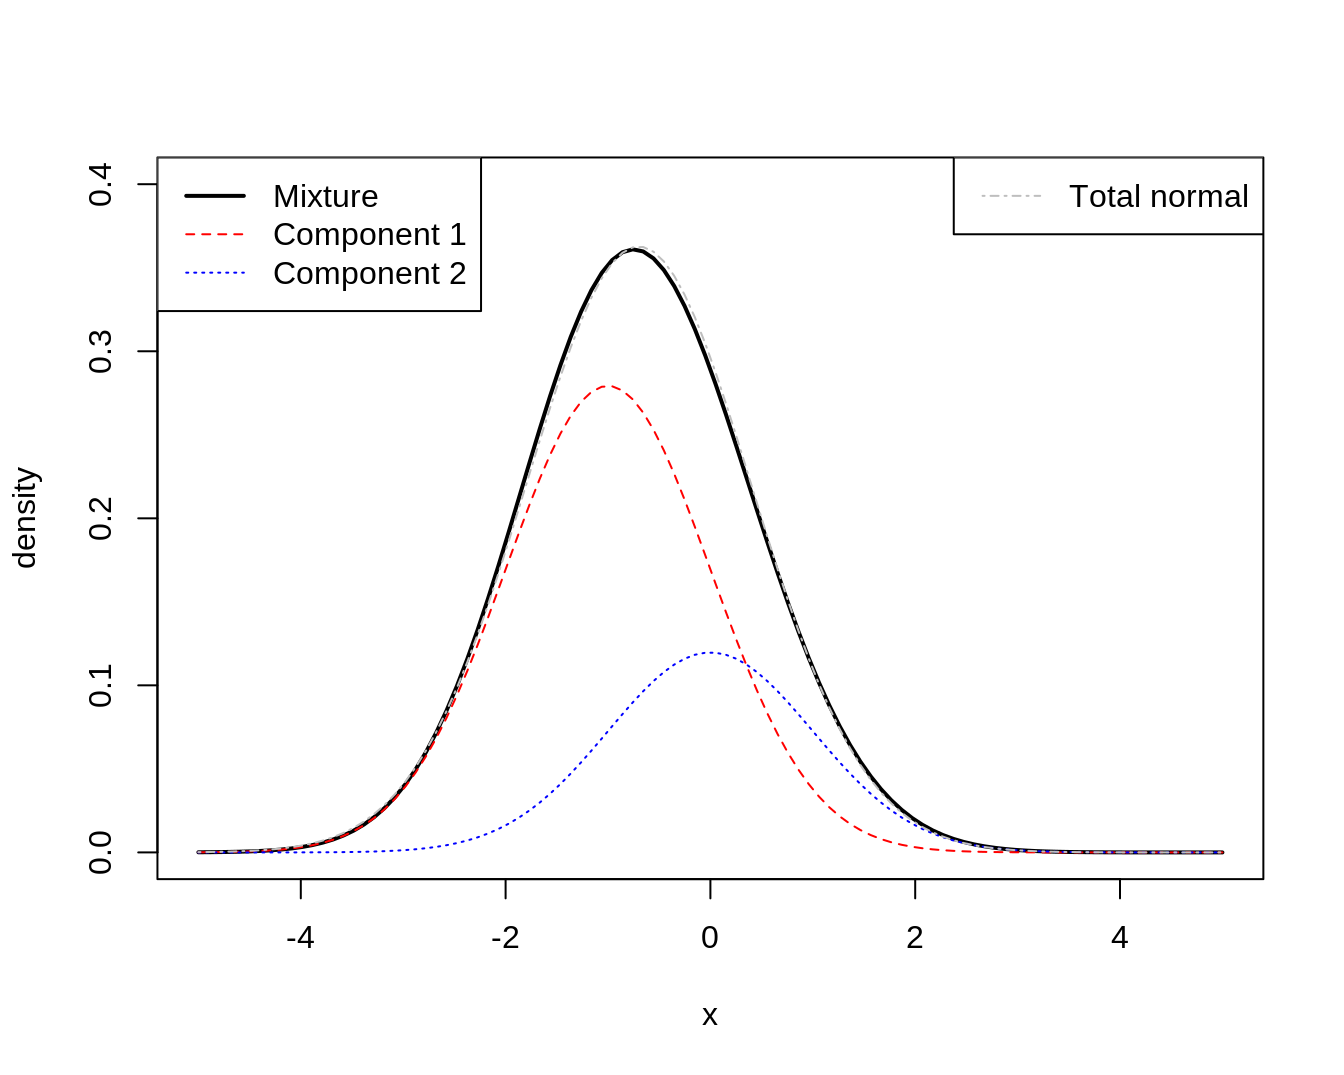 Mixture
Component 1
Component 2
Total normal
density
0.4
0.3
0.2
0.1
0.0
-4 -2 0 2 4
x